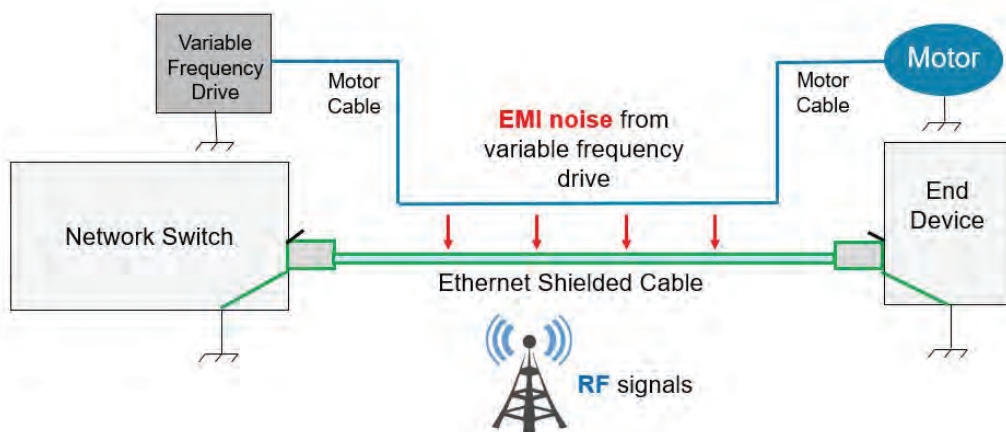 Variable
Frequency
Drive
Motor
Cable
EMI noise from
variable frequency
drive
Motor
Cable
Motor
Network Switch
End
Device
Ethernet Shielded Cable
RF signals